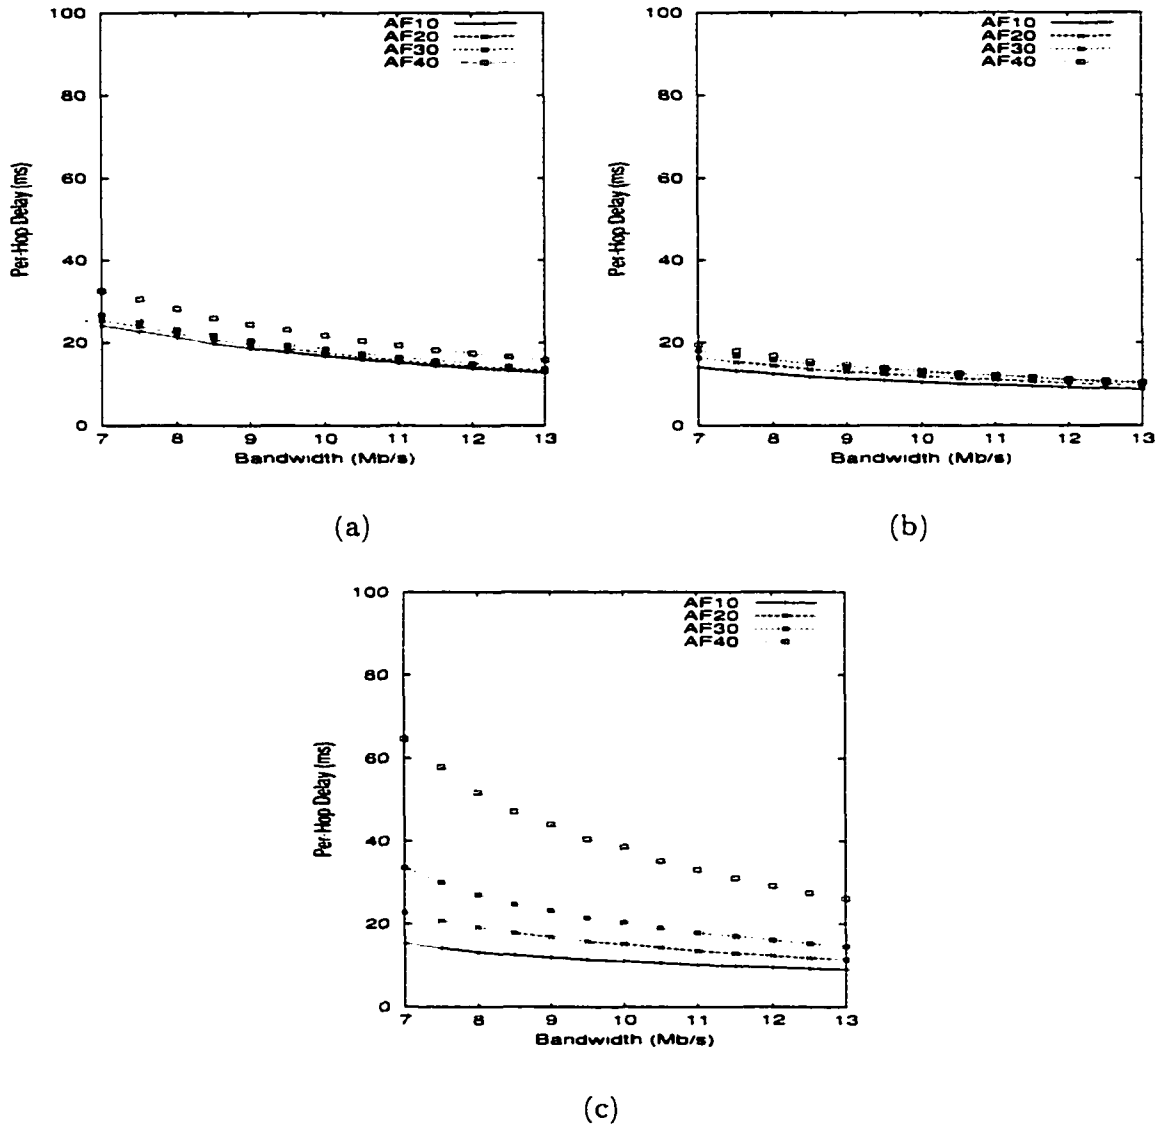 100
80
60
40
20
0
Per-Hop Delay (ms)
AF10
AF20
AF30
AF40
7 8 9 10 11 12 13
Bandwidth (Mb/s)
(a)
100
80
60
40
20
0
Per-Hop Delay (ms)
AF10
AF20
AF30
AF40
7 8 9 10 11 12 13
Bandwidth (Mb/s)
(b)
100
80
60
40
20
0
Per-Hop Delay (ms)
AF10
AF20
AF30
AF40
7 8 9 10 11 12 13
Bandwidth (Mb/s)
(c)